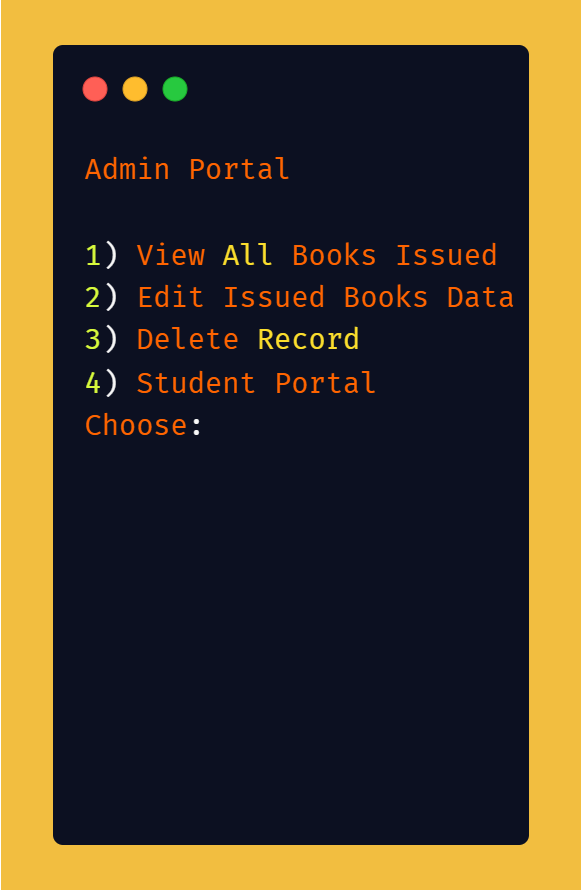 Admin Portal
1) View All Books Issued
2) Edit Issued Books Data
3) Delete Record
4) Student Portal
Choose: